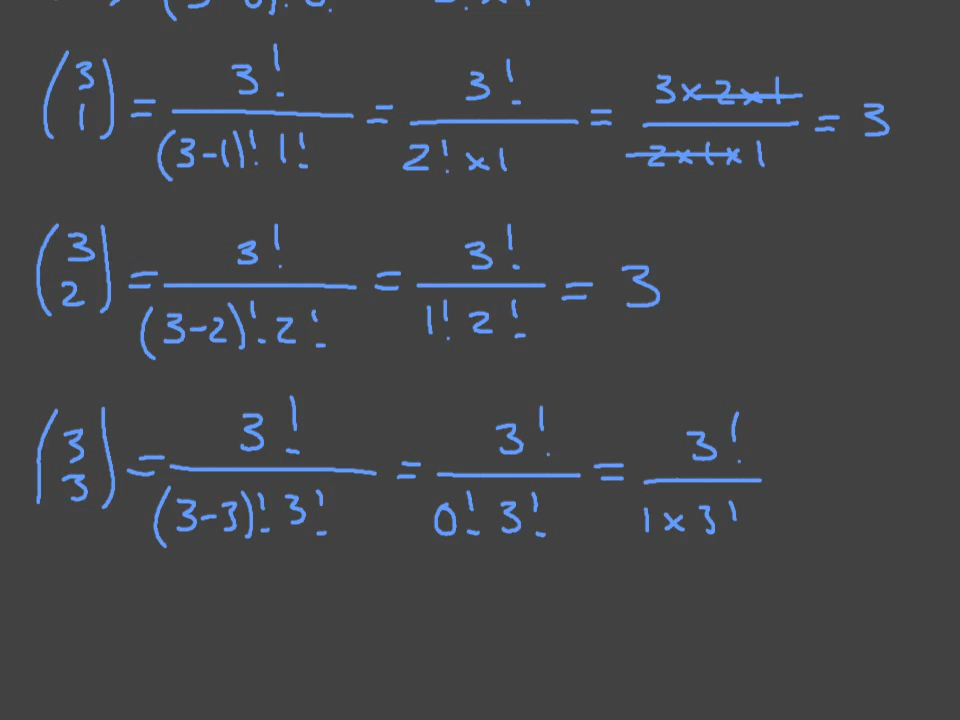 (3 1) = 3! / (3-1)! 1! = 3! / 2! x 1 = 3 x 2 x 1 / 2 x 1 x 1 = 3
(3 2) = 3! / (3-2)! 2! = 3! / 1! 2! = 3
(3 3) = 3! / (3-3)! 3! = 3! / 0! 3! = 3! / 1 x 3!